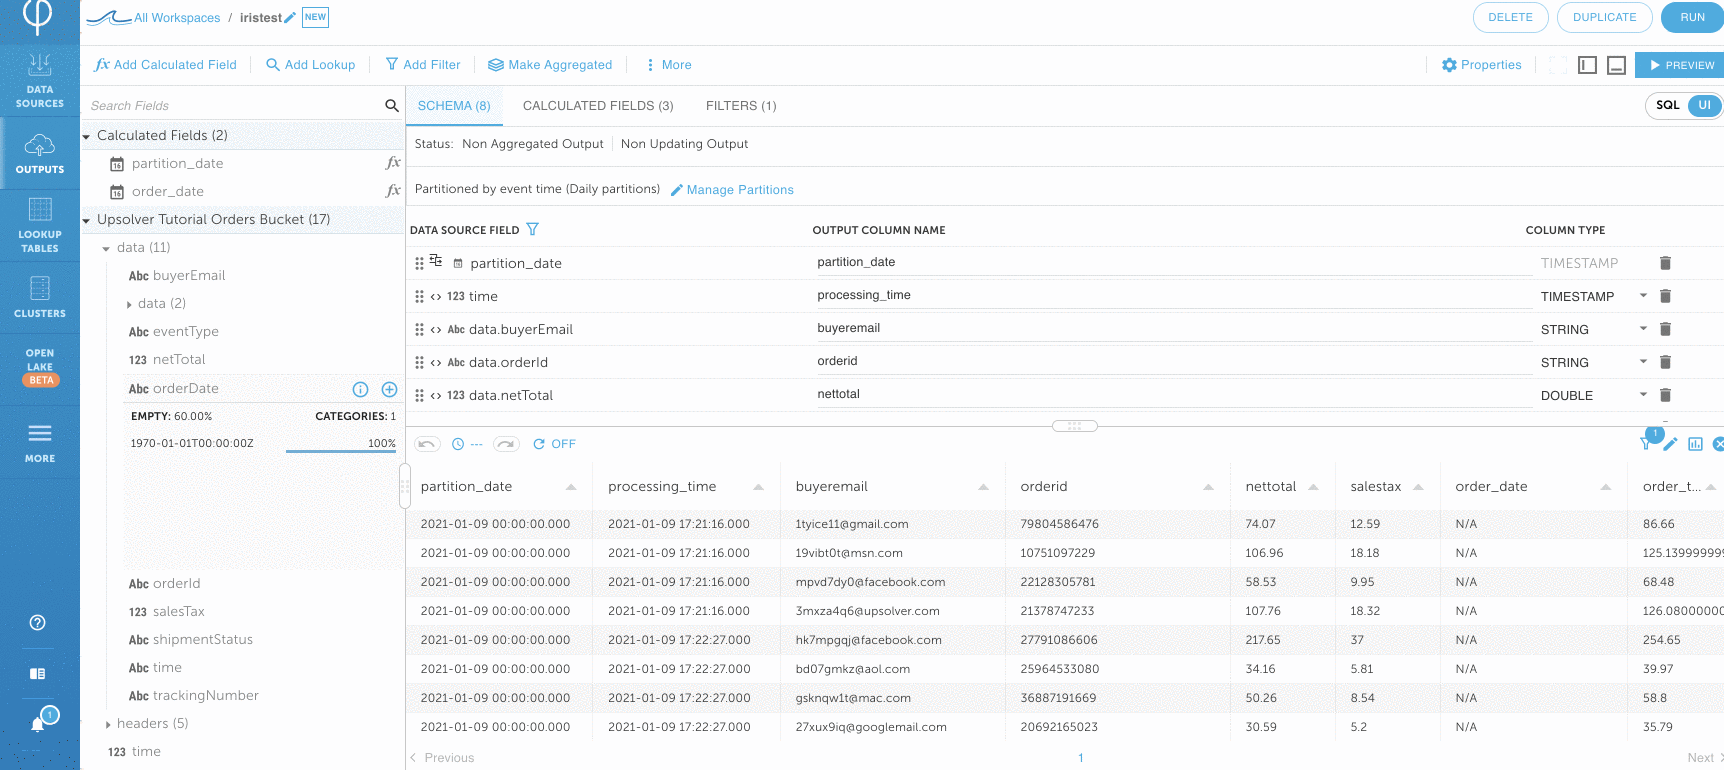 All Workspaces / iristest NEW
DELETE DUPLICATE RUN
fx Add Calculated Field Add Lookup Add Filter Make Aggregated More
Properties PREVIEW
DATA SOURCES
OUTPUTS
LOOKUP TABLES
CLUSTERS
OPEN LAKE BETA
MORE
1
Search Fields
Calculated Fields (2)
16 partition_date fx
16 order_date fx
Upsolver Tutorial Orders Bucket (17)
data (11)
Abc buyerEmail
data (2)
Abc eventType
123 netTotal
Abc orderDate
EMPTY: 60.00% CATEGORIES: 1
1970-01-01T00:00:00Z 100%
Abc orderId
123 salesTax
Abc shipmentStatus
Abc time
Abc trackingNumber
headers (5)
123 time
SCHEMA (8) CALCULATED FIELDS (3) FILTERS (1)
SQL UI
Status: Non Aggregated Output Non Updating Output
Partitioned by event time (Daily partitions) Manage Partitions
DATA SOURCE FIELD OUTPUT COLUMN NAME COLUMN TYPE
partition_date partition_date TIMESTAMP
123 time processing_time TIMESTAMP
Abc data.buyerEmail buyeremail STRING
Abc data.orderId orderid STRING
123 data.netTotal nettotal DOUBLE
--- OFF 1
partition_date processing_time buyeremail orderid nettotal salestax order_date order_t...
2021-01-09 00:00:00.000 2021-01-09 17:21:16.000 1tyice11@gmail.com 79804586476 74.07 12.59 N/A 86.66
2021-01-09 00:00:00.000 2021-01-09 17:21:16.000 19vibt0t@msn.com 10751097229 106.96 18.18 N/A 125.139999999
2021-01-09 00:00:00.000 2021-01-09 17:21:16.000 mpvd7dy0@facebook.com 22128305781 58.53 9.95 N/A 68.48
2021-01-09 00:00:00.000 2021-01-09 17:21:16.000 3mxza4q6@upsolver.com 21378747233 107.76 18.32 N/A 126.08000000
2021-01-09 00:00:00.000 2021-01-09 17:22:27.000 hk7mpgqj@facebook.com 27791086606 217.65 37 N/A 254.65
2021-01-09 00:00:00.000 2021-01-09 17:22:27.000 bd07gmkz@aol.com 25964533080 34.16 5.81 N/A 39.97
2021-01-09 00:00:00.000 2021-01-09 17:22:27.000 gsknqw1t@mac.com 36887191669 50.26 8.54 N/A 58.8
2021-01-09 00:00:00.000 2021-01-09 17:22:27.000 27xux9iq@googlemail.com 20692165023 30.59 5.2 N/A 35.79
Previous 1 Next